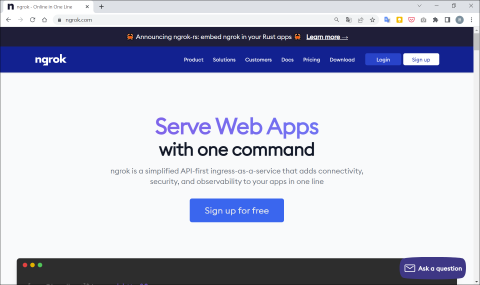 ngrok - Online in One Line
ngrok.com
Announcing ngrok-rs: embed ngrok in your Rust apps Learn more →
ngrok Product Solutions Customers Docs Pricing Download Login Sign up
Serve Web Apps
with one command
ngrok is a simplified API-first ingress-as-a-service that adds connectivity,
security, and observability to your apps in one line
Sign up for free
Ask a question